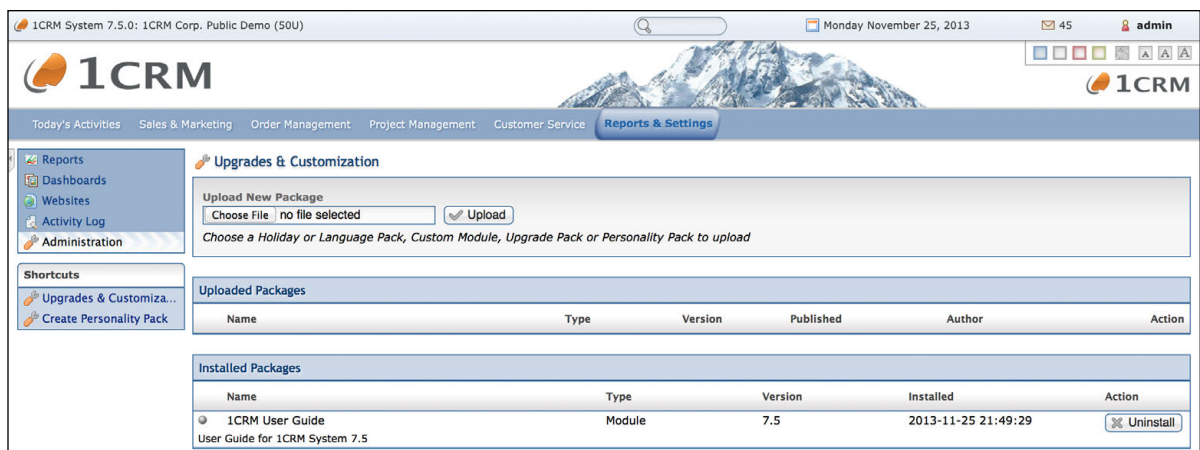 1CRM System 7.5.0: 1CRM Corp. Public Demo (50U) Monday November 25, 2013 45 admin
1CRM
A A A
1CRM
Today's Activities Sales & Marketing Order Management Project Management Customer Service Reports & Settings
Reports
Dashboards
Websites
Activity Log
Administration
Shortcuts
Upgrades & Customiza...
Create Personality Pack
Upgrades & Customization
Upload New Package
Choose File no file selected Upload
Choose a Holiday or Language Pack, Custom Module, Upgrade Pack or Personality Pack to upload
Uploaded Packages
Name Type Version Published Author Action
Installed Packages
Name Type Version Installed Action
1CRM User Guide Module 7.5 2013-11-25 21:49:29 Uninstall
User Guide for 1CRM System 7.5